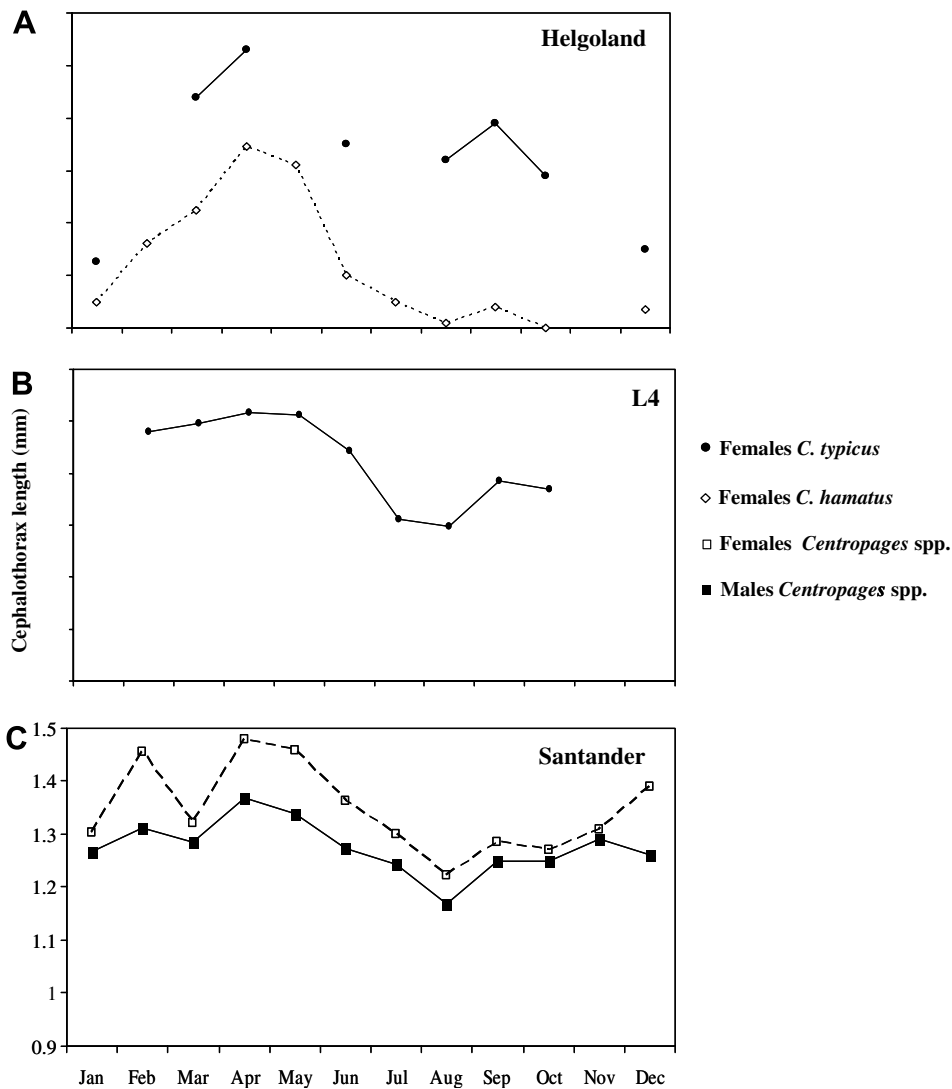 A
Helgoland
B
L4
Cephalothorax length (mm)
Females C. typicus
Females C. hamatus
Females Centropages spp.
Males Centropages spp.
C
Santander
1.5
1.4
1.3
1.2
1.1
1
0.9
Jan Feb Mar Apr May Jun Jul Aug Sep Oct Nov Dec